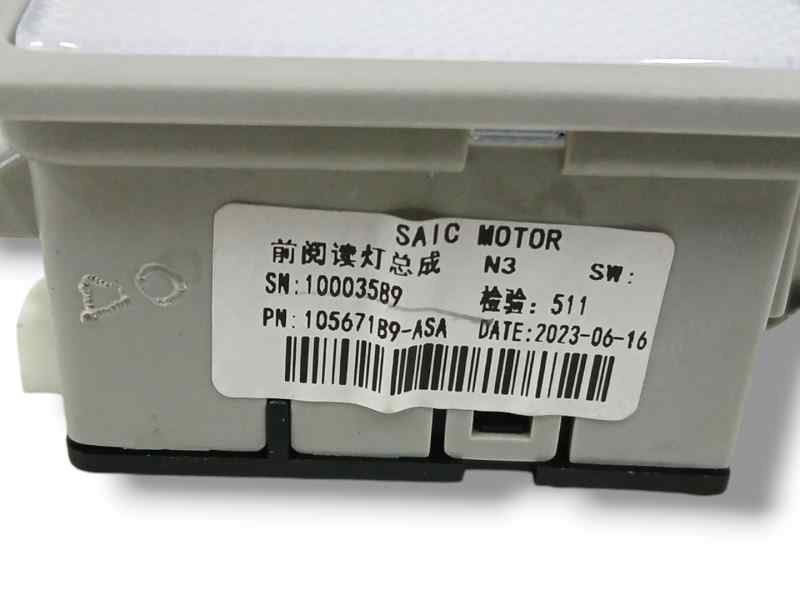 SAIC MOTOR
前阅读灯总成 N3 SW:
SN:10003589 检验: 511
PN:10567189-ASA DATE:2023-06-16